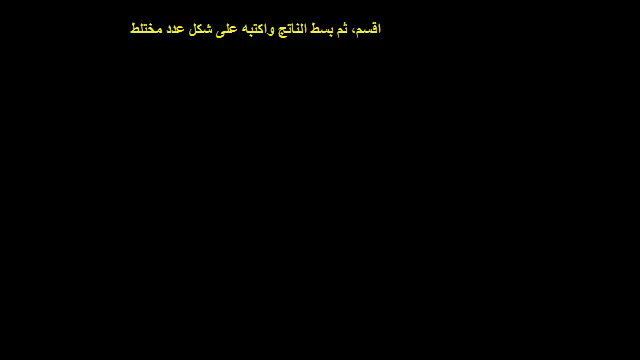 اقسم، ثم بسط الناتج واكتبه على شكل عدد مختلط